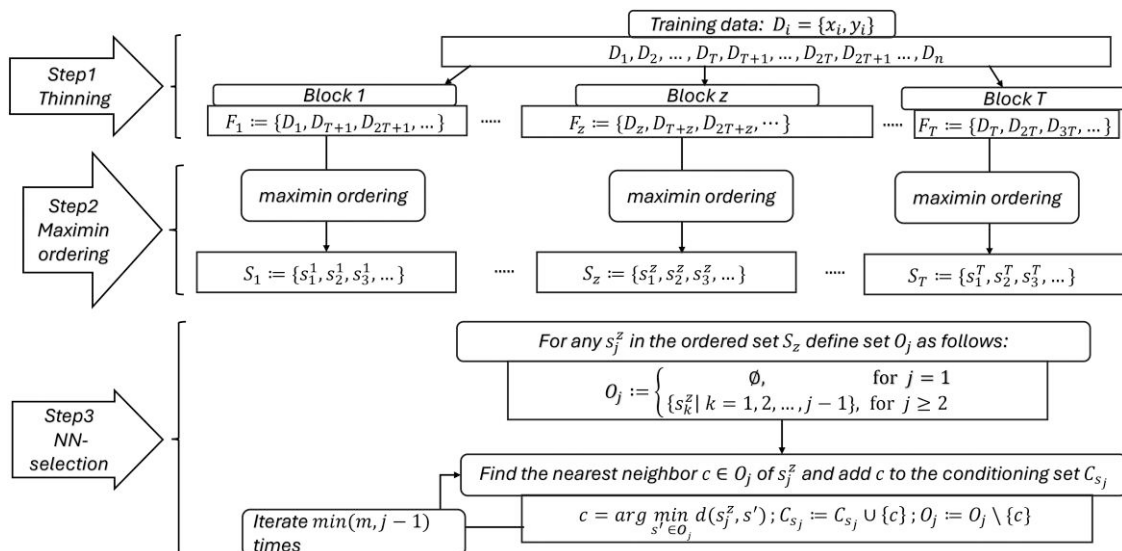 Training data: D_i = {x_i, y_i}
D_1, D_2, … , D_T, D_{T+1}, … , D_{2T}, D_{2T+1} … , D_n
Step1
Thinning
Block 1
Block z
Block T
F_1 ≔ {D_1, D_{T+1}, D_{2T+1}, … }
.....
F_z ≔ {D_z, D_{T+z}, D_{2T+z}, ⋯ }
.....
F_T ≔ {D_T, D_{2T}, D_{3T}, … }
Step2
Maximin
ordering
maximin ordering
maximin ordering
maximin ordering
S_1 ≔ {s_1^1, s_2^1, s_3^1, … }
.....
S_z ≔ {s_1^z, s_2^z, s_3^z, … }
.....
S_T ≔ {s_1^T, s_2^T, s_3^T, … }
Step3
NN-
selection
For any s_j^z in the ordered set S_z define set O_j as follows:
O_j ≔ { ∅, for j = 1
{s_k^z| k = 1, 2, … , j − 1}, for j ≥ 2
Find the nearest neighbor c ∈ O_j of s_j^z and add c to the conditioning set C_{s_j}
c = arg min_{s′ ∈ O_j} d(s_j^z, s′) ; C_{s_j} ≔ C_{s_j} ∪ {c} ; O_j ≔ O_j \ {c}
Iterate min(m, j − 1)
times